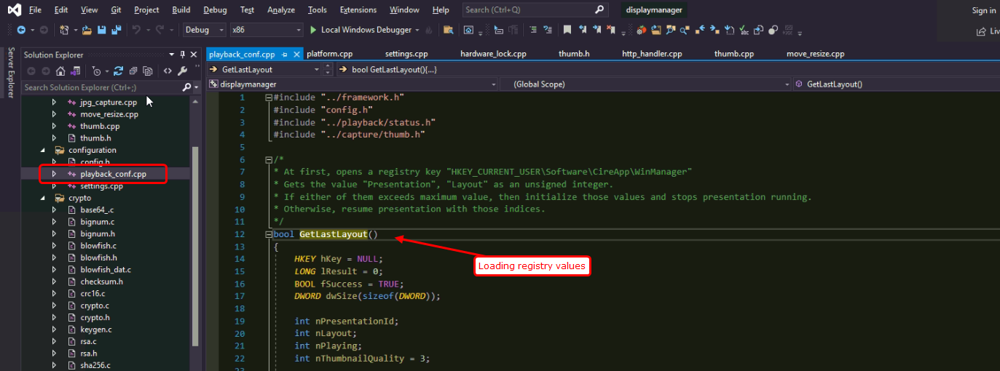 File Edit View Git Project Build Debug Test Analyze Tools Extensions Window Help Search (Ctrl+Q) displaymanager Sign in
Debug x86 Local Windows Debugger Liv
Server Explorer
Solution Explorer
Search Solution Explorer (Ctrl+;)
jpg_capture.cpp
move_resize.cpp
thumb.cpp
thumb.h
configuration
config.h
playback_conf.cpp
settings.cpp
crypto
base64_.c
bignum.c
bignum.h
blowfish.c
blowfish.h
blowfish_dat.c
checksum.h
crc16.c
crypto.c
crypto.h
keygen.c
rsa.c
rsa.h
sha256.c
playback_conf.cpp platform.cpp settings.cpp hardware_lock.cpp thumb.h http_handler.cpp thumb.cpp move_resize.cpp
GetLastLayout bool GetLastLayout(){...}
displaymanager (Global Scope) GetLastLayout()
1 #include "../framework.h"
2 #include "config.h"
3 #include "../playback/status.h"
4 #include "../capture/thumb.h"
5
6 /*
7 * At first, opens a registry key "HKEY_CURRENT_USER\Software\CireApp\WinManager"
8 * Gets the value "Presentation", "Layout" as an unsigned integer.
9 * If either of them exceeds maximum value, then initialize those values and stops presentation running.
10 * Otherwise, resume presentation with those indices.
11 */
12 bool GetLastLayout()
13 {
14 HKEY hKey = NULL;
15 LONG lResult = 0;
16 BOOL fSuccess = TRUE;
17 DWORD dwSize(sizeof(DWORD));
18
19 int nPresentationId;
20 int nLayout;
21 int nPlaying;
22 int nThumbnailQuality = 3;
23
Loading registry values